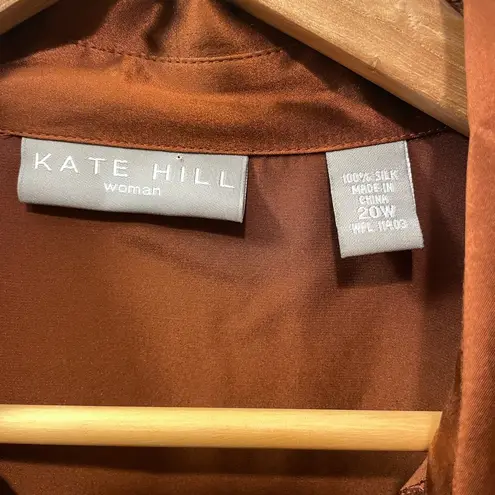 KATE HILL
woman
100% SILK
MADE IN
CHINA
20W
WPL 11403